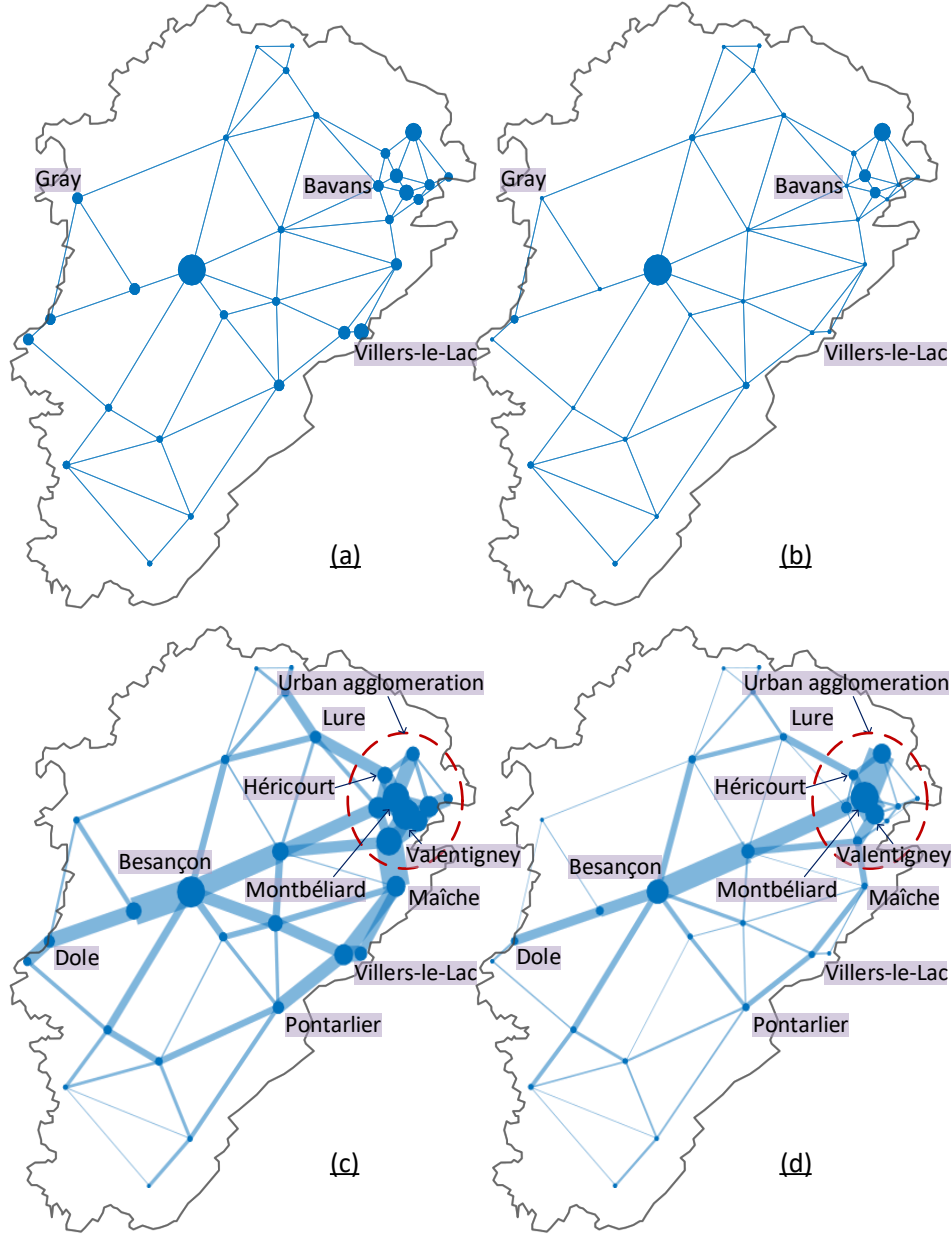 Gray
Bavans
Villers-le-Lac
(a)
Gray
Bavans
Villers-le-Lac
(b)
Urban agglomeration
Lure
Héricourt
Besançon
Valentigney
Montbéliard
Maîche
Dole
Villers-le-Lac
Pontarlier
(c)
Urban agglomeration
Lure
Héricourt
Besançon
Valentigney
Montbéliard
Maîche
Dole
Villers-le-Lac
Pontarlier
(d)